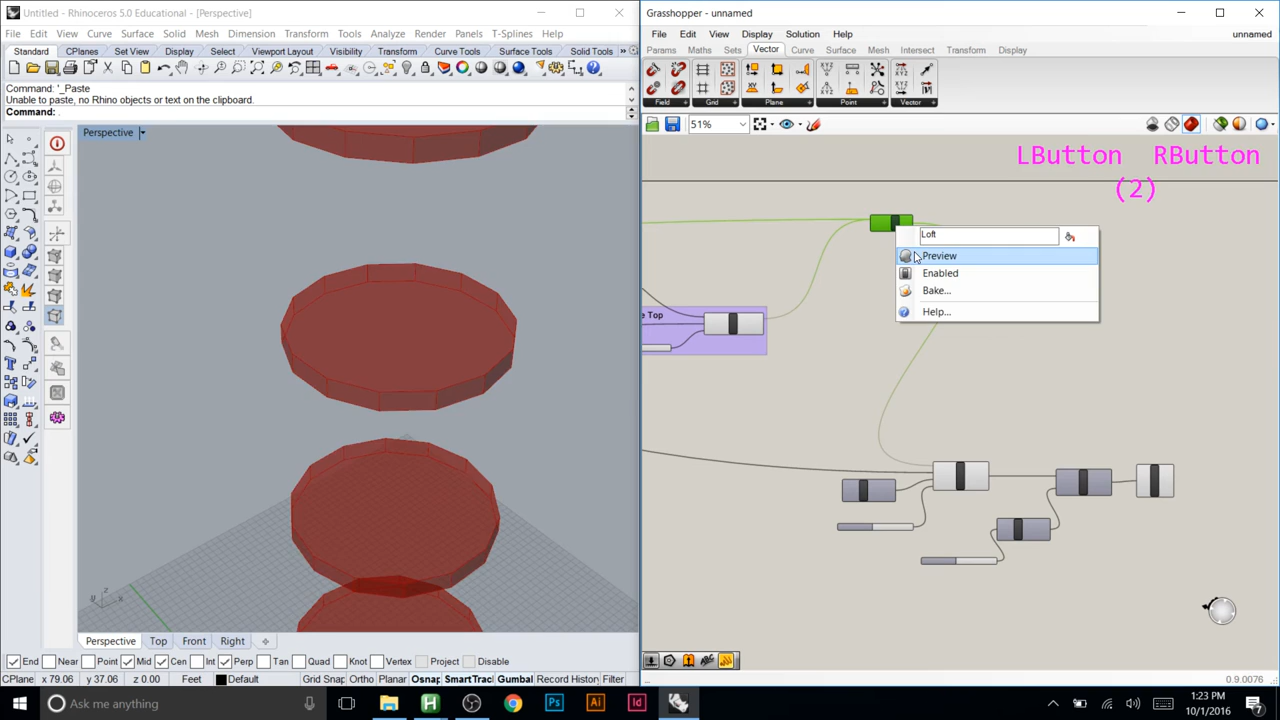 Untitled - Rhinoceros 5.0 Educational - [Perspective]
File Edit View Curve Surface Solid Mesh Dimension Transform Tools Analyze Render Panels T-Splines Help
Standard CPlanes Set View Display Select Viewport Layout Visibility Transform Curve Tools Surface Tools Solid Tools »
Command: '_Paste
Unable to paste, no Rhino objects or text on the clipboard.
Command: .
Perspective
z
y x
Perspective Top Front Right
End Near Point Mid Cen Int Perp Tan Quad Knot Vertex Project Disable
CPlane x 79.06 y 37.06 z 0.00 Feet Default Grid Snap Ortho Planar Osnap SmartTrack Gumbal Record History Filter
Grasshopper - unnamed
File Edit View Display Solution Help unnamed
Params Maths Sets Vector Curve Surface Mesh Intersect Transform Display
Field Grid Plane Point Vector
51%
LButton RButton
(2)
Loft
Preview
Enabled
Bake...
Help...
e Top
0.9.0076
Ask me anything
Ps Ai Id
1:23 PM
10/1/2016
7